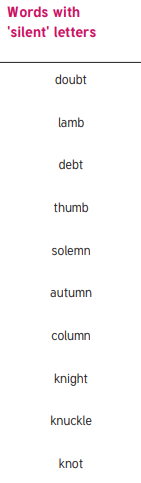 Words with
'silent' letters
doubt
lamb
debt
thumb
solemn
autumn
column
knight
knuckle
knot